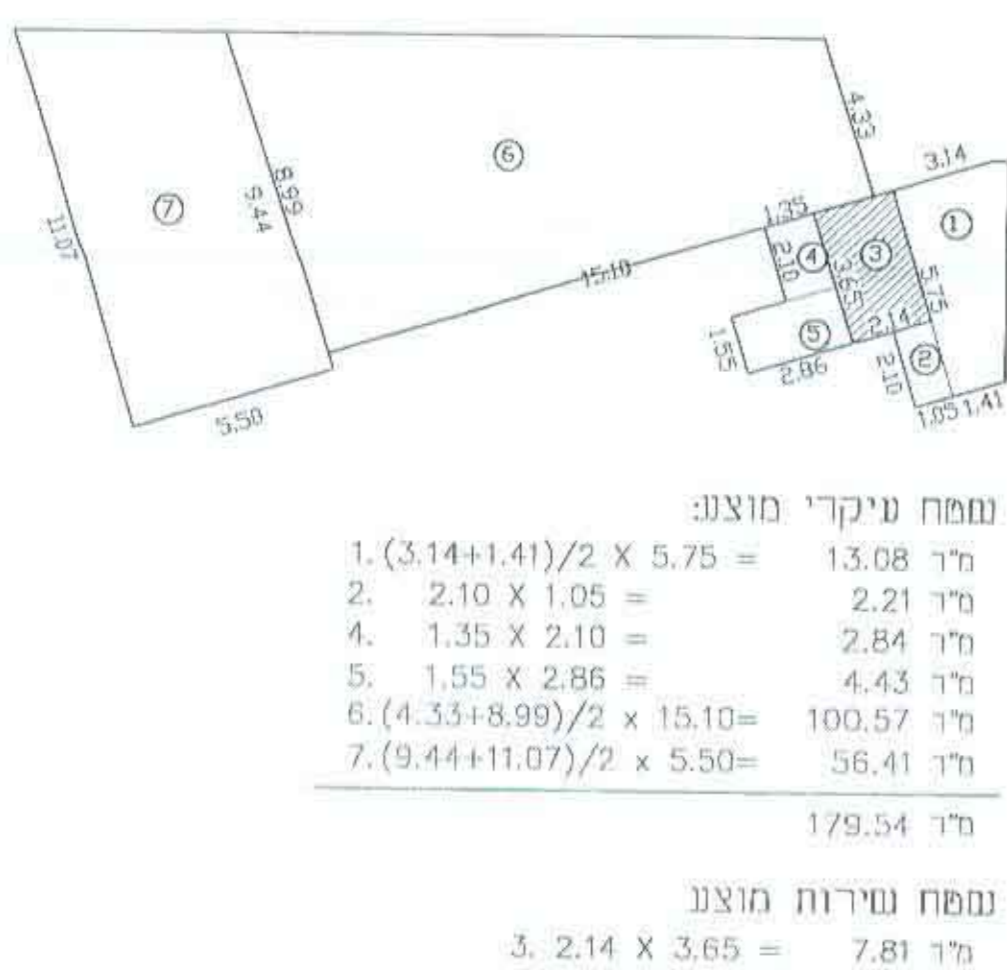 4.33
3.14
⑥
①
1.35
⑦
8.99
9.44
④
③
2.10
3.65
5.75
11.07
15.10
⑤
2.14
②
1.55
2.86
2.10
5.50
1.05
1.41
שטח עיקרי מוצע:
1. (3.14+1.41)/2 X 5.75 = 13.08 מ"ר
2. 2.10 X 1.05 = 2.21 מ"ר
4. 1.35 X 2.10 = 2.84 מ"ר
5. 1.55 X 2.86 = 4.43 מ"ר
6. (4.33+8.99)/2 x 15.10= 100.57 מ"ר
7. (9.44+11.07)/2 x 5.50= 56.41 מ"ר
179.54 מ"ר
שטח שירות מוצע
3. 2.14 X 3.65 = 7.81 מ"ר